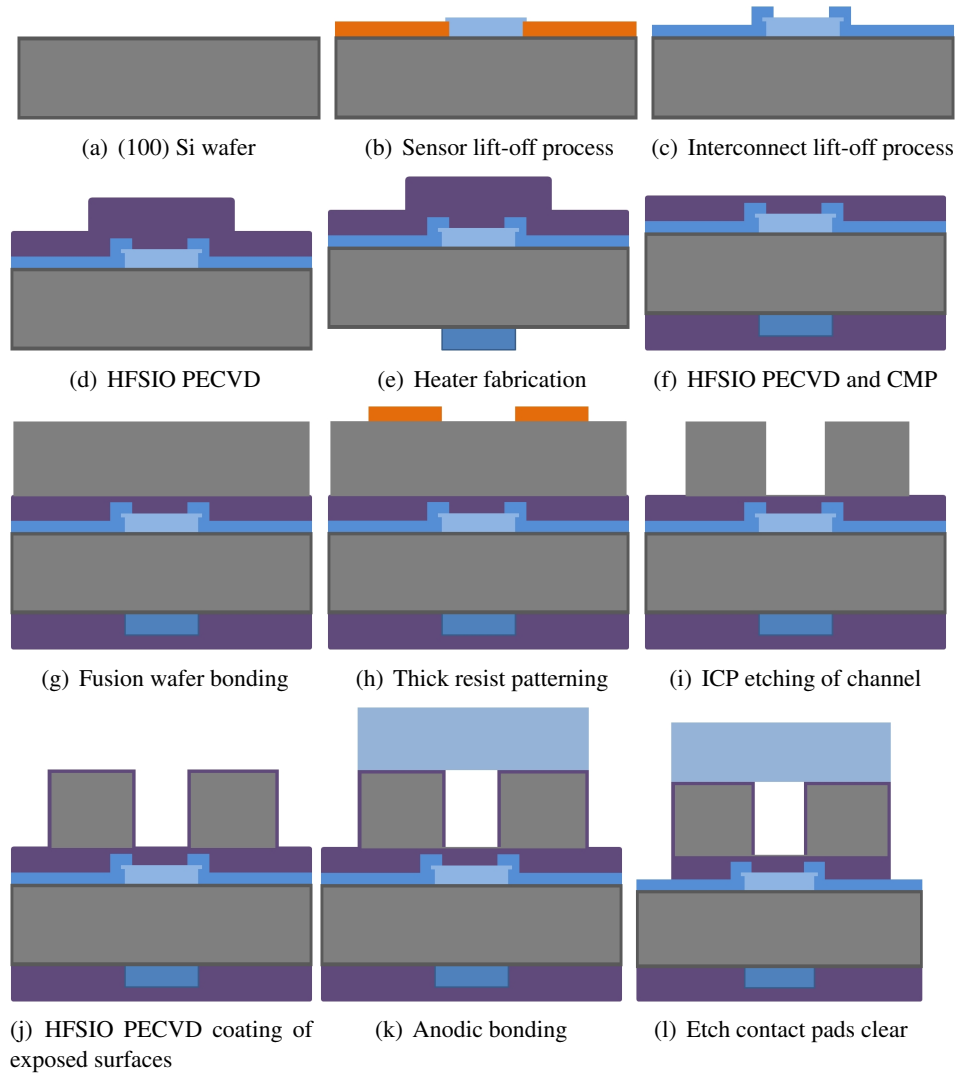 (a) (100) Si wafer
(b) Sensor lift-off process
(c) Interconnect lift-off process
(d) HFSIO PECVD
(e) Heater fabrication
(f) HFSIO PECVD and CMP
(g) Fusion wafer bonding
(h) Thick resist patterning
(i) ICP etching of channel
(j) HFSIO PECVD coating of
exposed surfaces
(k) Anodic bonding
(l) Etch contact pads clear